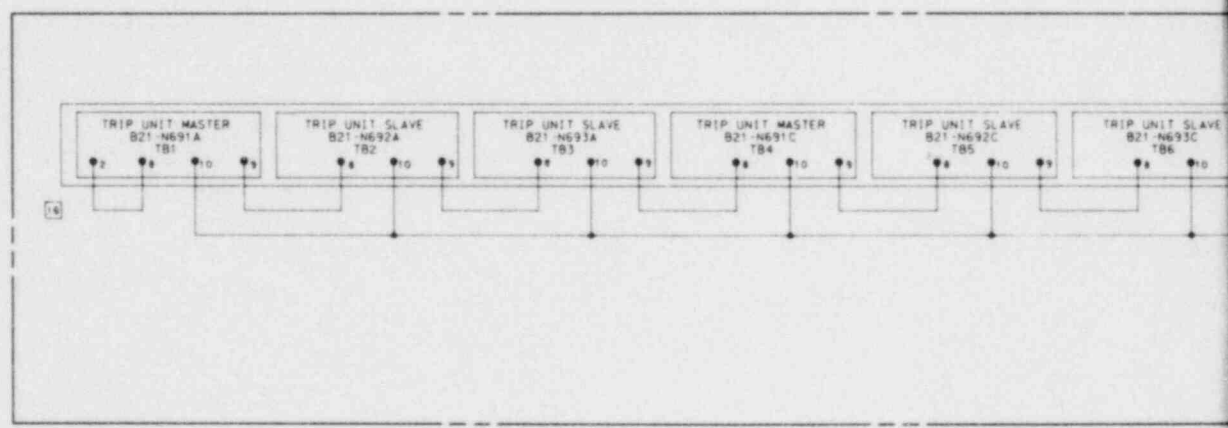 TRIP UNIT MASTER
B21-N691A
TB1
2 8 10 9
TRIP UNIT SLAVE
B21-N692A
TB2
8 10 9
TRIP UNIT SLAVE
B21-N693A
TB3
8 10 9
TRIP UNIT MASTER
B21-N691C
TB4
8 10 9
TRIP UNIT SLAVE
B21-N692C
TB5
8 10 9
TRIP UNIT SLAVE
B21-N693C
TB6
8 10
16